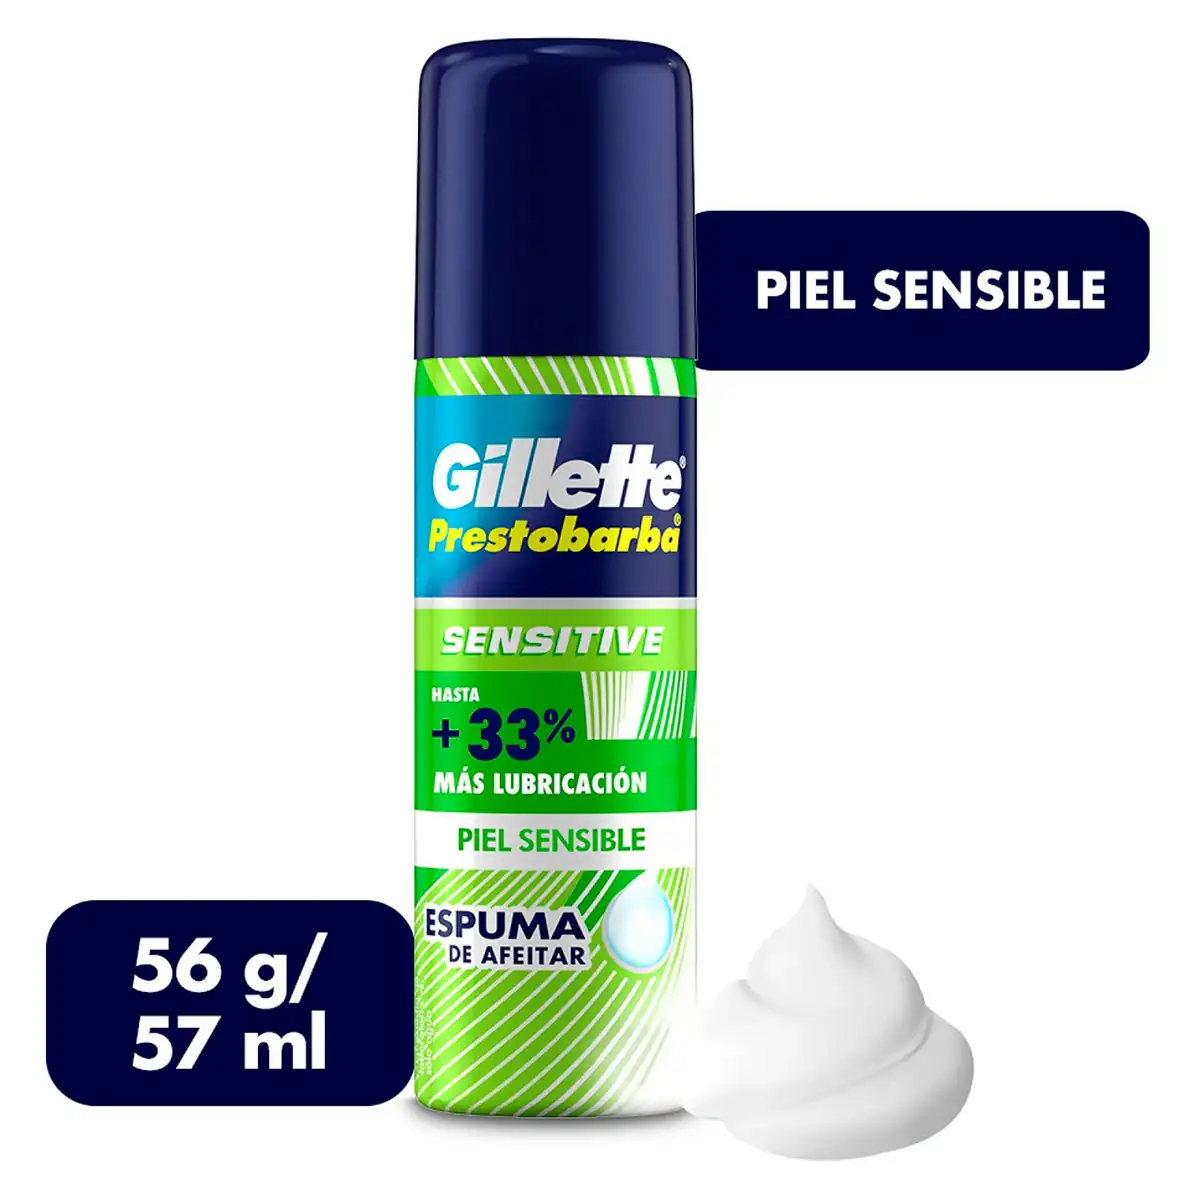 PIEL SENSIBLE
Gillette®
Prestobarba®
SENSITIVE
HASTA
+33%
MÁS LUBRICACIÓN
PIEL SENSIBLE
ESPUMA
DE AFEITAR
56 g/
57 ml